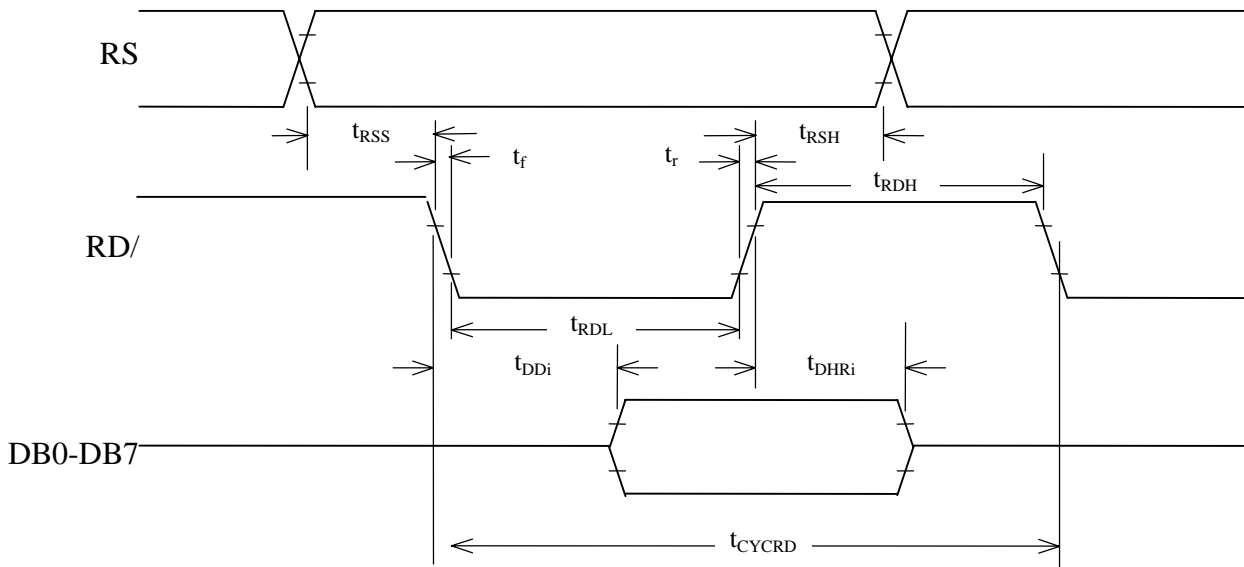 RS
tRSS
tRSH
tf
tr
tRDH
RD/
tRDL
tDDi
tDHRi
DB0-DB7
tCYCRD